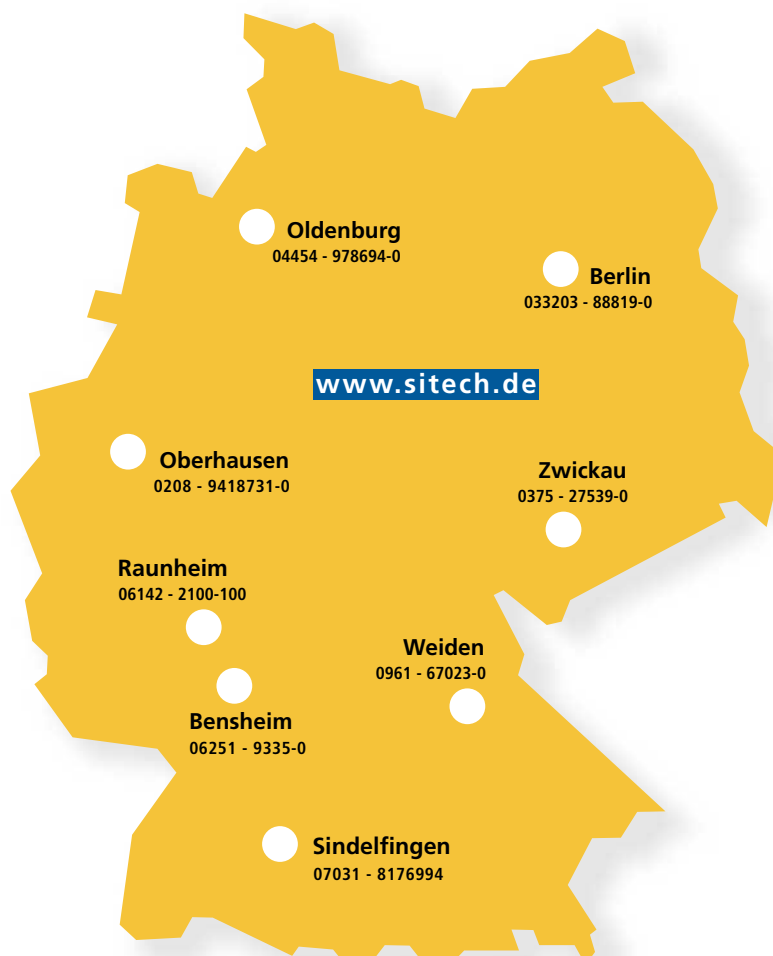 Oldenburg
04454 - 978694-0
Berlin
033203 - 88819-0
www.sitech.de
Oberhausen
0208 - 9418731-0
Zwickau
0375 - 27539-0
Raunheim
06142 - 2100-100
Weiden
0961 - 67023-0
Bensheim
06251 - 9335-0
Sindelfingen
07031 - 8176994